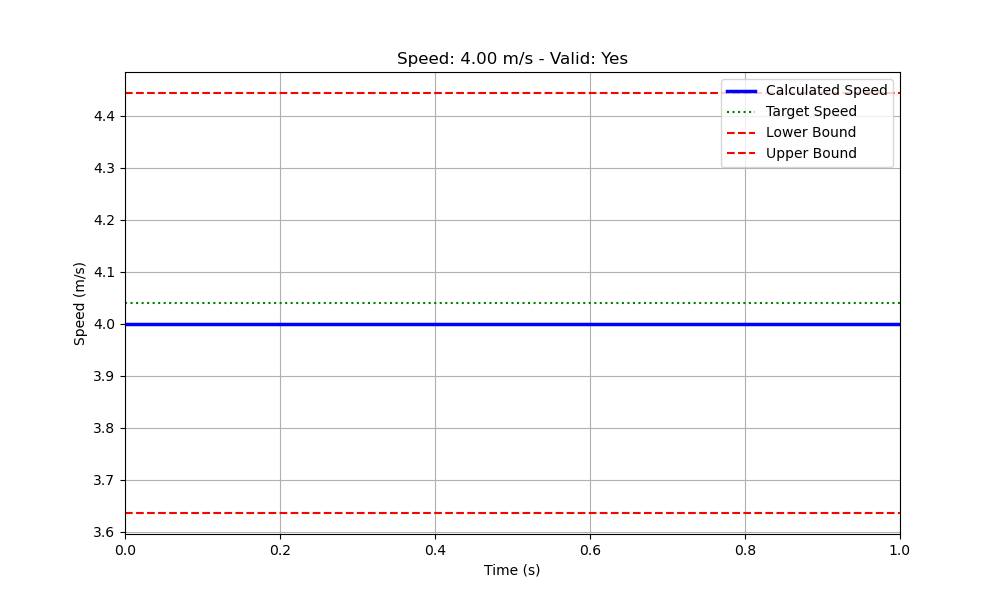 Speed: 4.00 m/s - Valid: Yes
Calculated Speed
Target Speed
Lower Bound
Upper Bound
Speed (m/s)
4.4
4.3
4.2
4.1
4.0
3.9
3.8
3.7
3.6
0.0 0.2 0.4 0.6 0.8 1.0
Time (s)